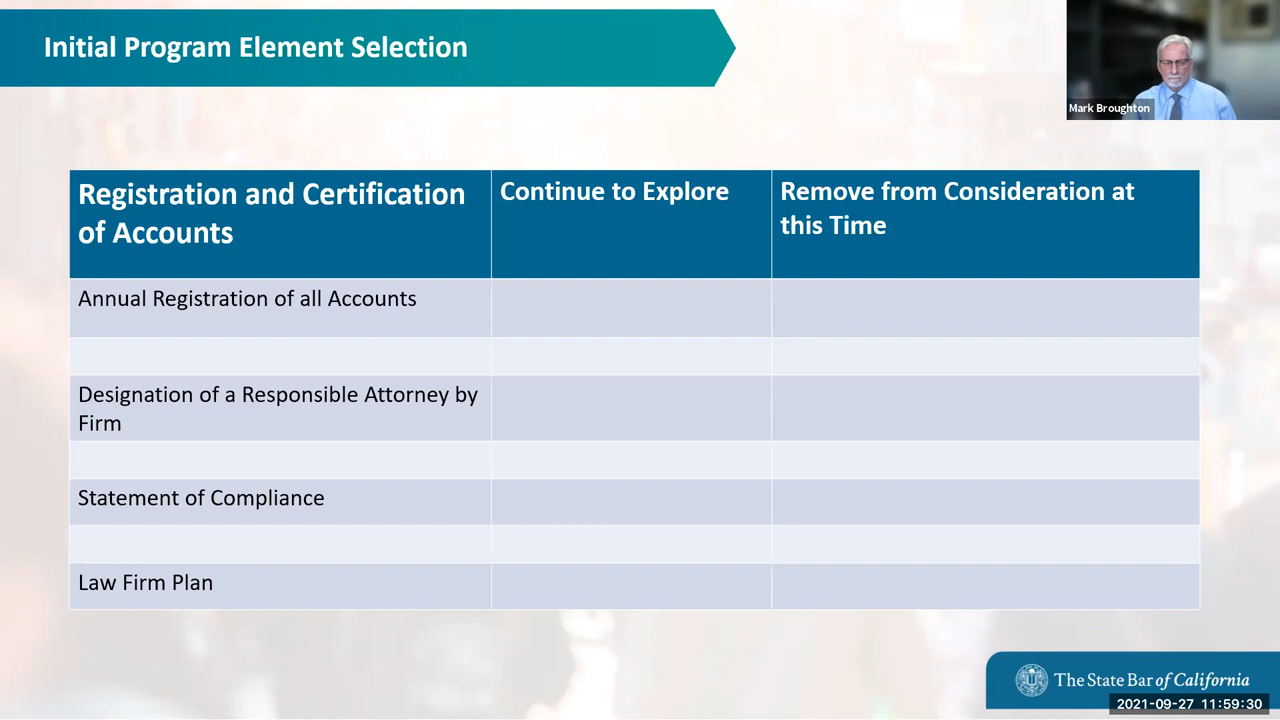 Initial Program Element Selection
Mark Broughton
Registration and Certification
of Accounts
Continue to Explore
Remove from Consideration at
this Time
Annual Registration of all Accounts
Designation of a Responsible Attorney by
Firm
Statement of Compliance
Law Firm Plan
The State Bar of California
2021-09-27 11:59:30